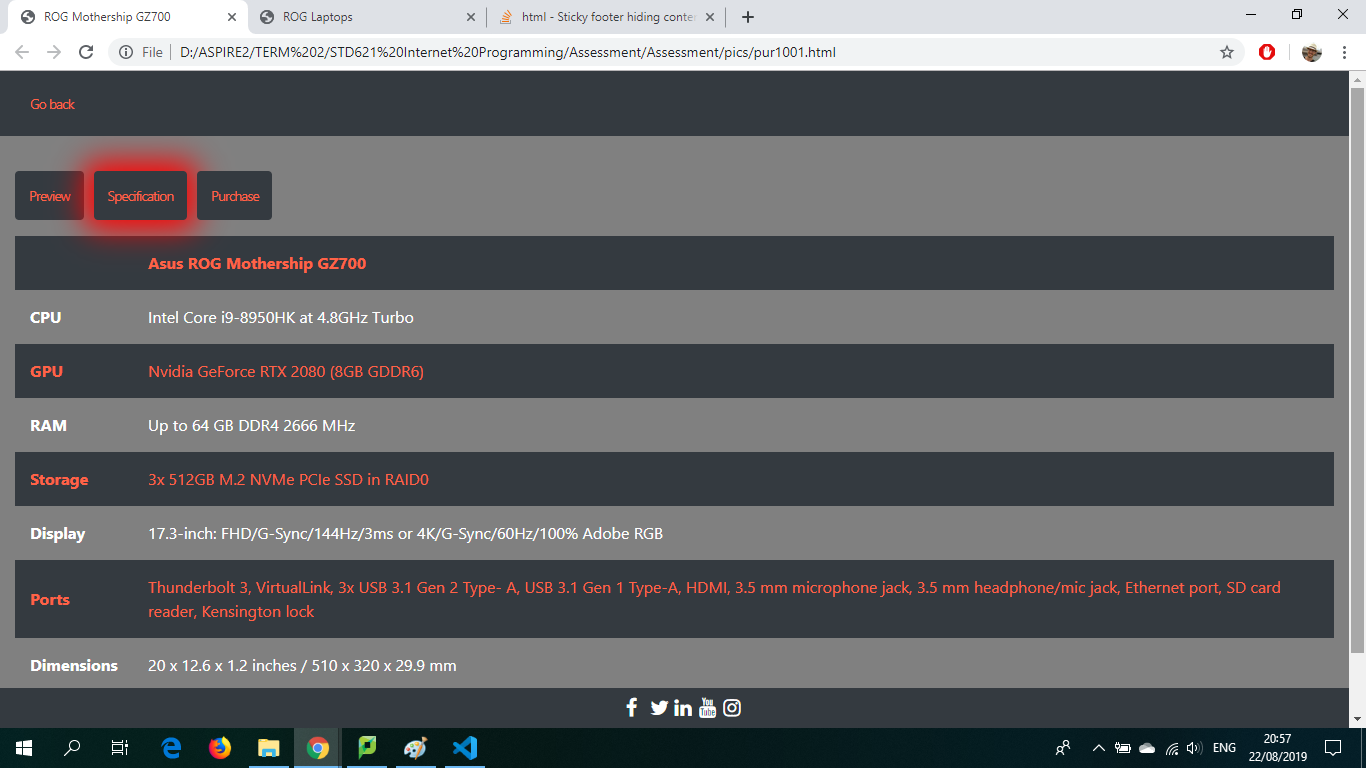 ROG Mothership GZ700
ROG Laptops
html - Sticky footer hiding conte
File
D:/ASPIRE2/TERM%202/STD621%20Internet%20Programming/Assessment/Assessment/pics/pur1001.html
Go back
Preview
Specification
Purchase
Asus ROG Mothership GZ700
CPU Intel Core i9-8950HK at 4.8GHz Turbo
GPU Nvidia GeForce RTX 2080 (8GB GDDR6)
RAM Up to 64 GB DDR4 2666 MHz
Storage 3x 512GB M.2 NVMe PCIe SSD in RAID0
Display 17.3-inch: FHD/G-Sync/144Hz/3ms or 4K/G-Sync/60Hz/100% Adobe RGB
Ports Thunderbolt 3, VirtualLink, 3x USB 3.1 Gen 2 Type- A, USB 3.1 Gen 1 Type-A, HDMI, 3.5 mm microphone jack, 3.5 mm headphone/mic jack, Ethernet port, SD card
reader, Kensington lock
Dimensions 20 x 12.6 x 1.2 inches / 510 x 320 x 29.9 mm
You
Tube
ENG
20:57
22/08/2019